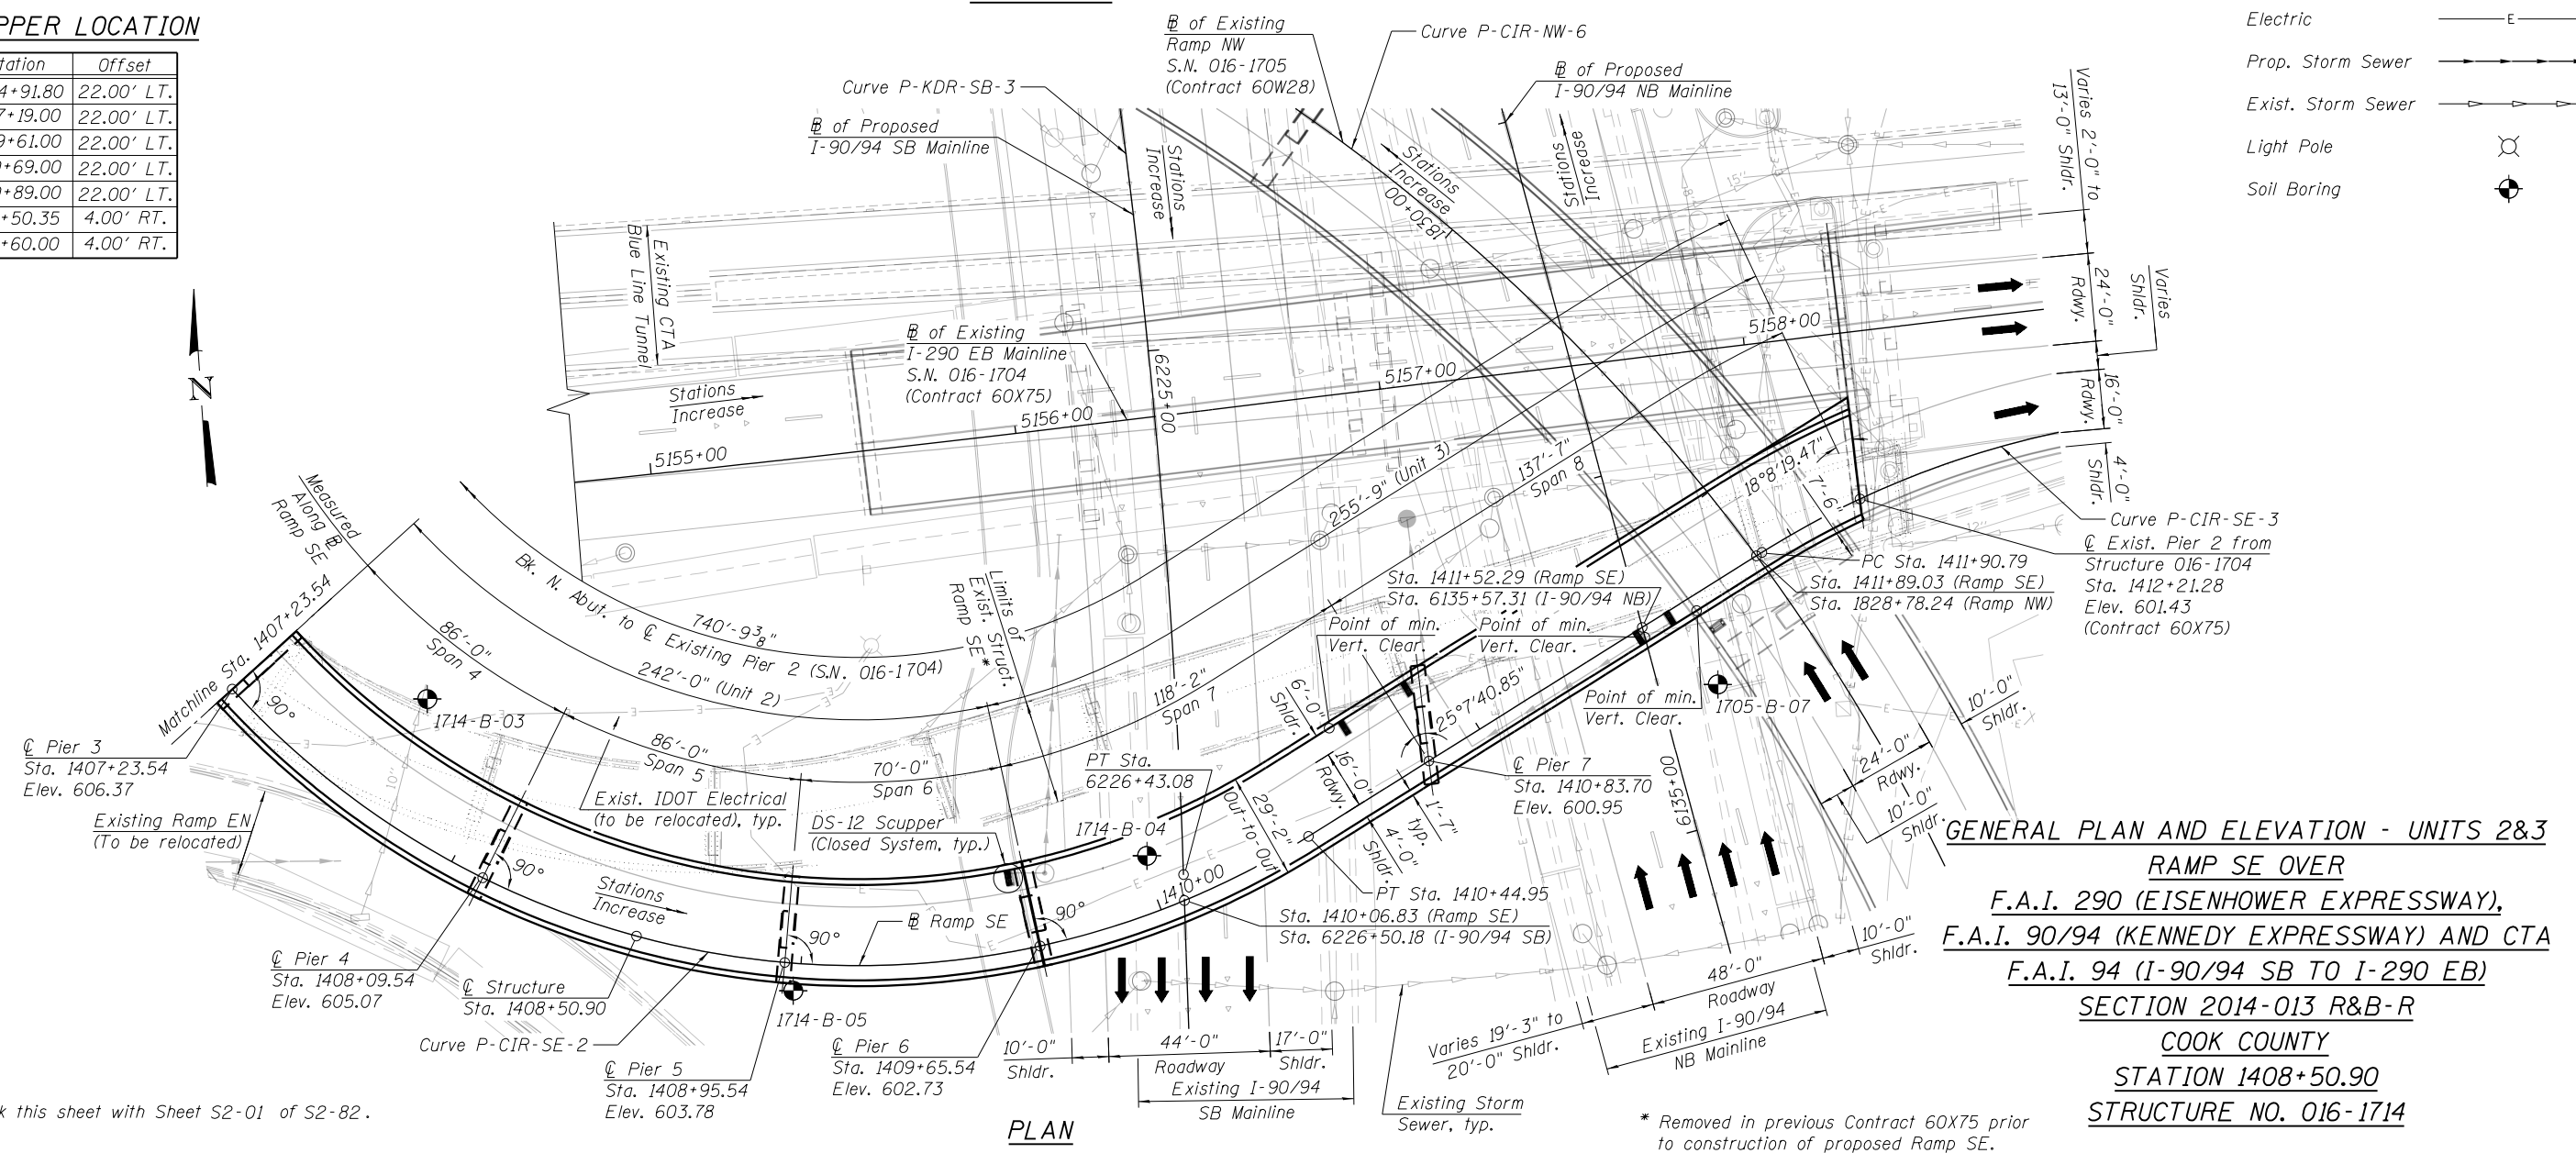 PPER LOCATION
tation Offset
4+91.80 22.00' LT.
7+19.00 22.00' LT.
9+61.00 22.00' LT.
+69.00 22.00' LT.
+89.00 22.00' LT.
+50.35 4.00' RT.
+60.00 4.00' RT.
Electric E
Prop. Storm Sewer
Exist. Storm Sewer
Light Pole
Soil Boring
N
℄ of Existing
Ramp NW
S.N. 016-1705
(Contract 60W28)
Curve P-CIR-NW-6
Curve P-KDR-SB-3
℄ of Proposed
I-90/94 SB Mainline
℄ of Proposed
I-90/94 NB Mainline
Stations
Increase
Stations
Increase
1830+00
Stations
Increase
Varies 2'-0" to
13'-0" Shldr.
24'-0"
Rdwy.
Varies
Shldr.
16'-0"
Rdwy.
4'-0"
Shldr.
Existing CTA
Blue Line Tunnel
℄ of Existing
I-290 EB Mainline
S.N. 016-1704
(Contract 60X75)
Stations
Increase
5155+00
5156+00
5157+00
5158+00
6225+00
15"
12"
10"
Measured
Along ℄
Ramp SE
Matchline Sta. 1407+23.54
Bk. N. Abut. to ℄ Existing Pier 2 (S.N. 016-1704)
740'-9⅜"
242'-0" (Unit 2)
255'-9" (Unit 3)
86'-0"
Span 4
86'-0"
Span 5
70'-0"
Span 6
118'-2"
Span 7
137'-7"
Span 8
18°8'19.47"
7'-6"
Limits of
Exist. Struct.
Ramp SE*
Curve P-CIR-SE-3
℄ Exist. Pier 2 from
Structure 016-1704
Sta. 1412+21.28
Elev. 601.43
(Contract 60X75)
PC Sta. 1411+90.79
Sta. 1411+89.03 (Ramp SE)
Sta. 1828+78.24 (Ramp NW)
Sta. 1411+52.29 (Ramp SE)
Sta. 6135+57.31 (I-90/94 NB)
Point of min.
Vert. Clear.
Point of min.
Vert. Clear.
Point of min.
Vert. Clear.
1705-B-07
1714-B-03
1714-B-04
1714-B-05
90°
90°
90°
90°
25°7'40.85"
6'-0"
Shldr.
16'-0"
Rdwy.
1'-7"
typ.
4'-0"
Shldr.
29'-2"
Out-to-Out
℄ Pier 3
Sta. 1407+23.54
Elev. 606.37
Existing Ramp EN
(To be relocated)
Exist. IDOT Electrical
(to be relocated), typ.
DS-12 Scupper
(Closed System, typ.)
PT Sta.
6226+43.08
℄ Pier 7
Sta. 1410+83.70
Elev. 600.95
6135+00
1410+00
PT Sta. 1410+44.95
Sta. 1410+06.83 (Ramp SE)
Sta. 6226+50.18 (I-90/94 SB)
Stations
Increase
℄ Ramp SE
℄ Pier 4
Sta. 1408+09.54
Elev. 605.07
℄ Structure
Sta. 1408+50.90
Curve P-CIR-SE-2
℄ Pier 5
Sta. 1408+95.54
Elev. 603.78
℄ Pier 6
Sta. 1409+65.54
Elev. 602.73
10'-0"
Shldr.
44'-0"
Roadway
17'-0"
Shldr.
Existing I-90/94
SB Mainline
Varies 19'-3" to
20'-0" Shldr.
48'-0"
Roadway
10'-0"
Shldr.
Existing I-90/94
NB Mainline
10'-0"
Shldr.
24'-0"
Rdwy.
10'-0"
Shldr.
Existing Storm
Sewer, typ.
k this sheet with Sheet S2-01 of S2-82.
PLAN
* Removed in previous Contract 60X75 prior
to construction of proposed Ramp SE.
GENERAL PLAN AND ELEVATION - UNITS 2&3
RAMP SE OVER
F.A.I. 290 (EISENHOWER EXPRESSWAY),
F.A.I. 90/94 (KENNEDY EXPRESSWAY) AND CTA
F.A.I. 94 (I-90/94 SB TO I-290 EB)
SECTION 2014-013 R&B-R
COOK COUNTY
STATION 1408+50.90
STRUCTURE NO. 016-1714